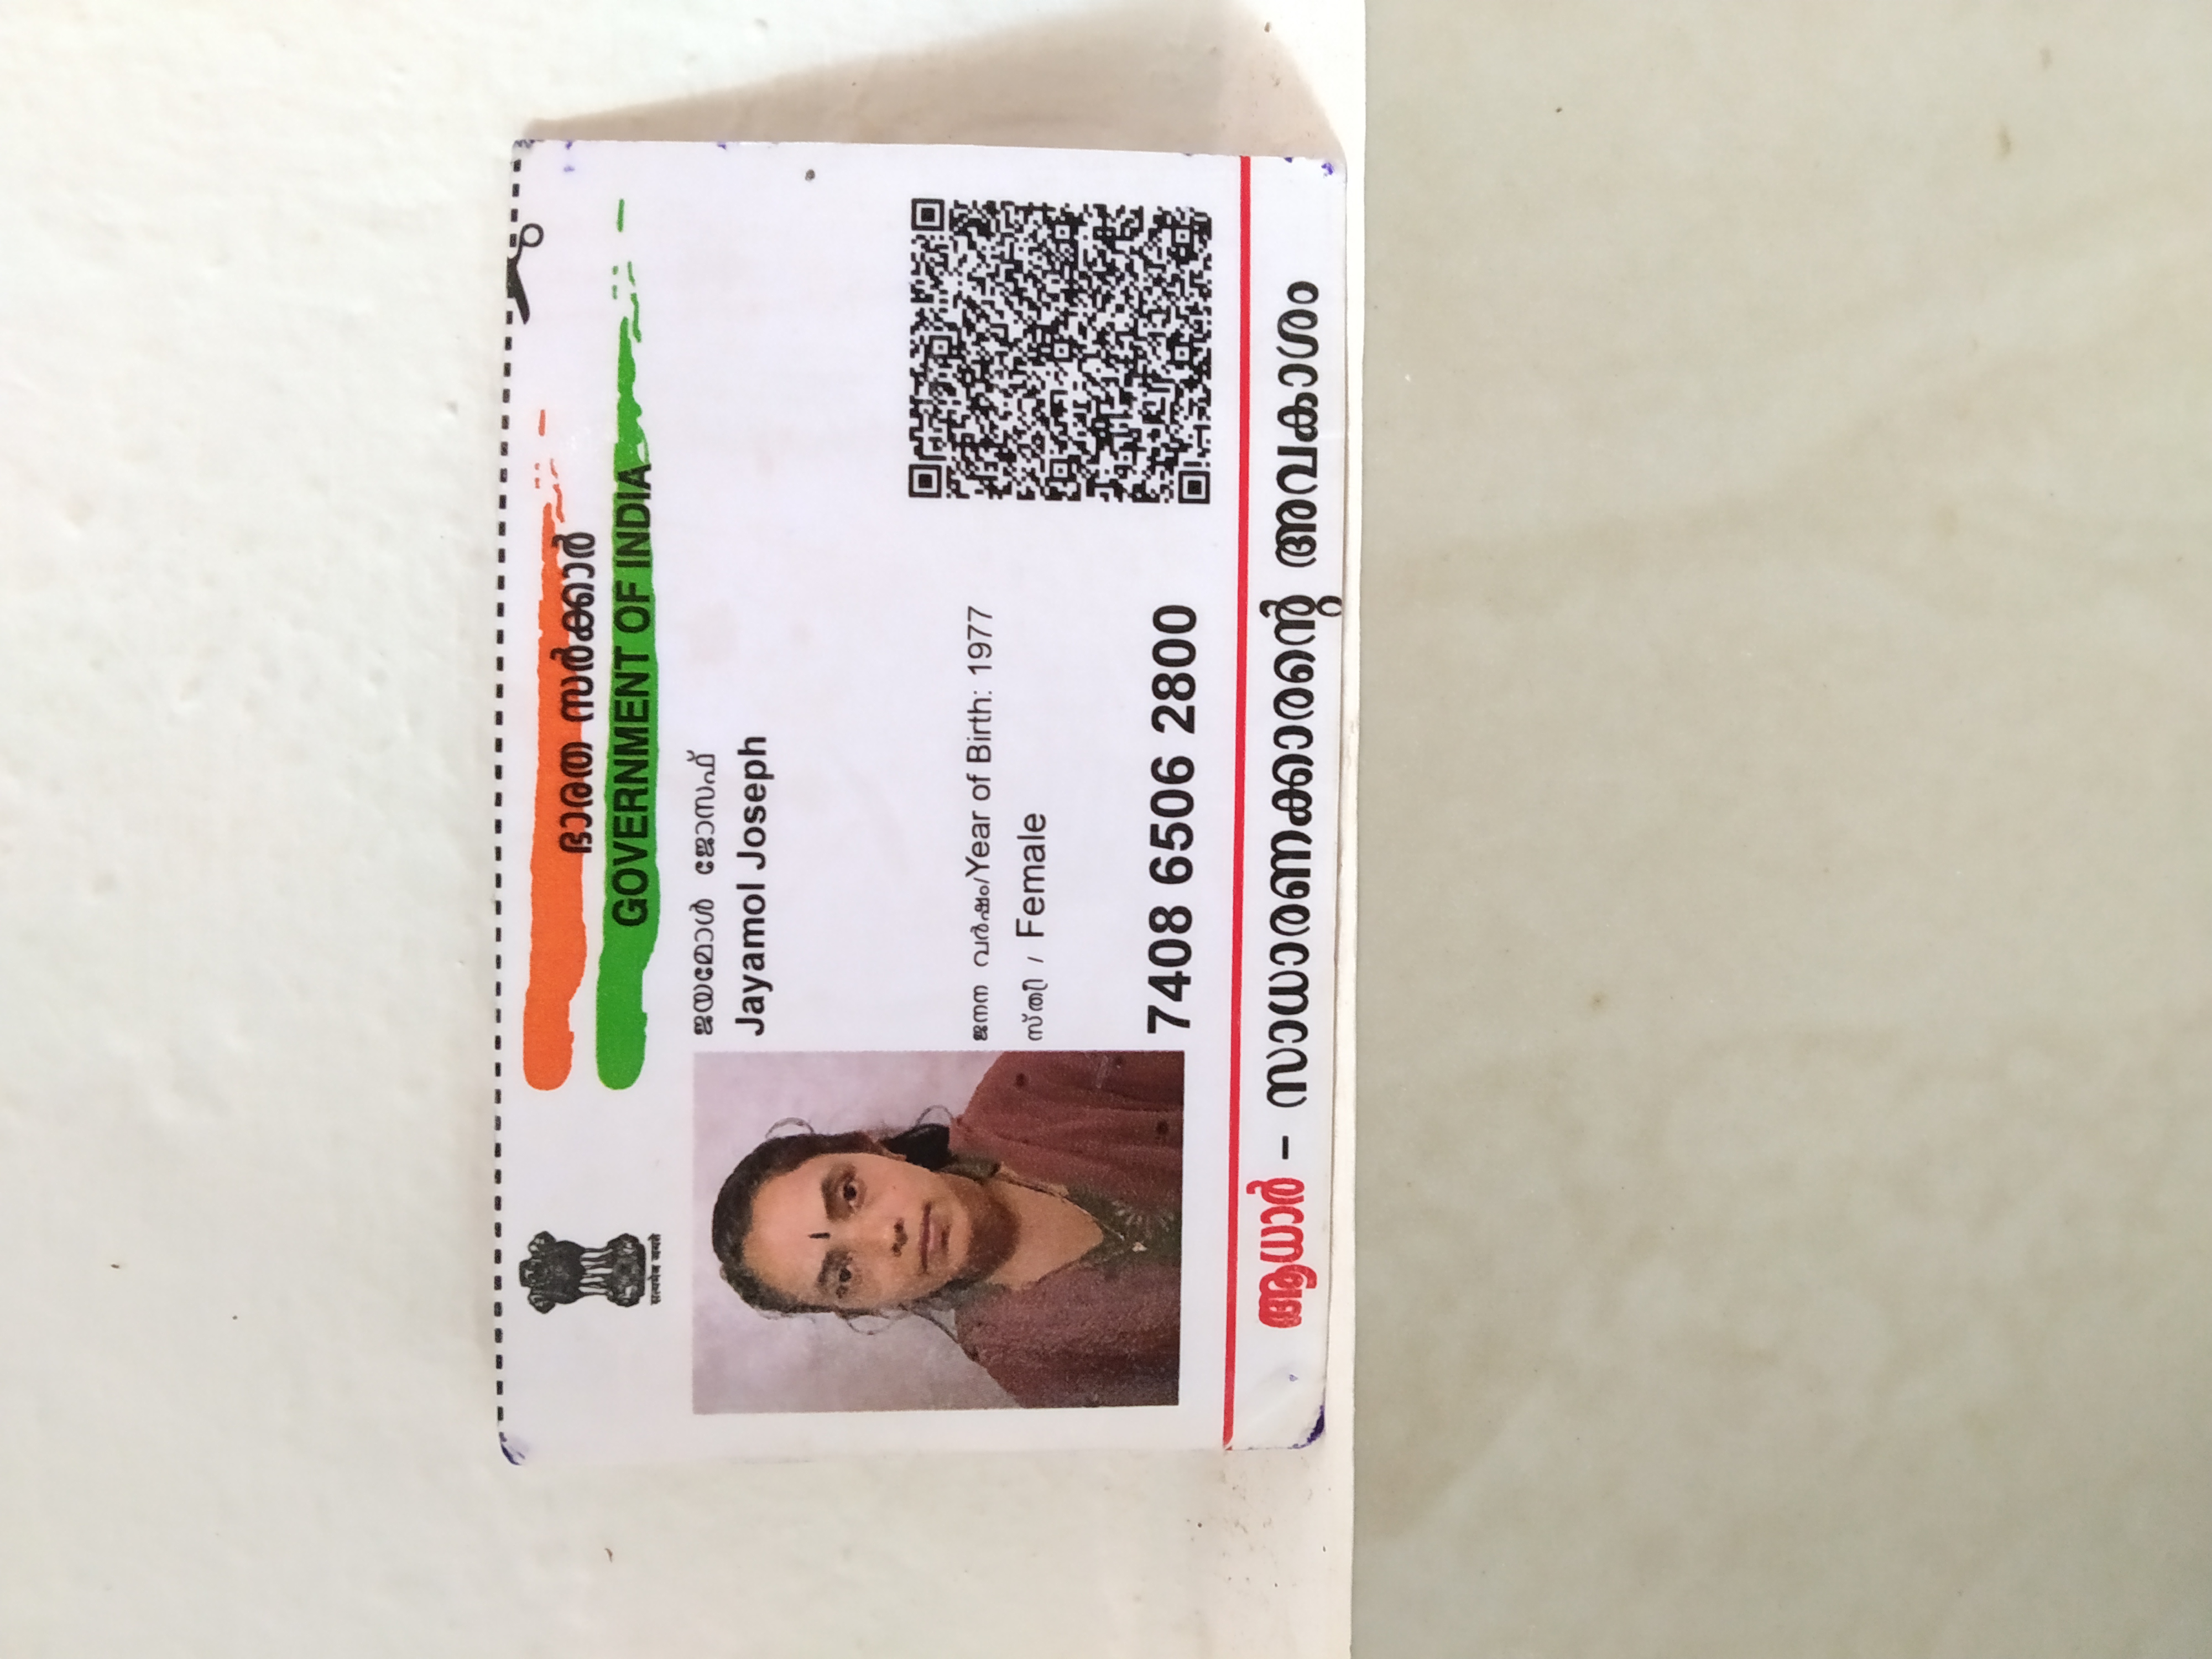 ഭാരത സർക്കാർ
GOVERNMENT OF INDIA
सत्यमेव जयते
ജയമോൾ ജോസഫ്
Jayamol Joseph
ജനന വർഷം/Year of Birth: 1977
സ്ത്രീ / Female
7408 6506 2800
ആധാർ - സാധാരണക്കാരന്റെ അവകാശം